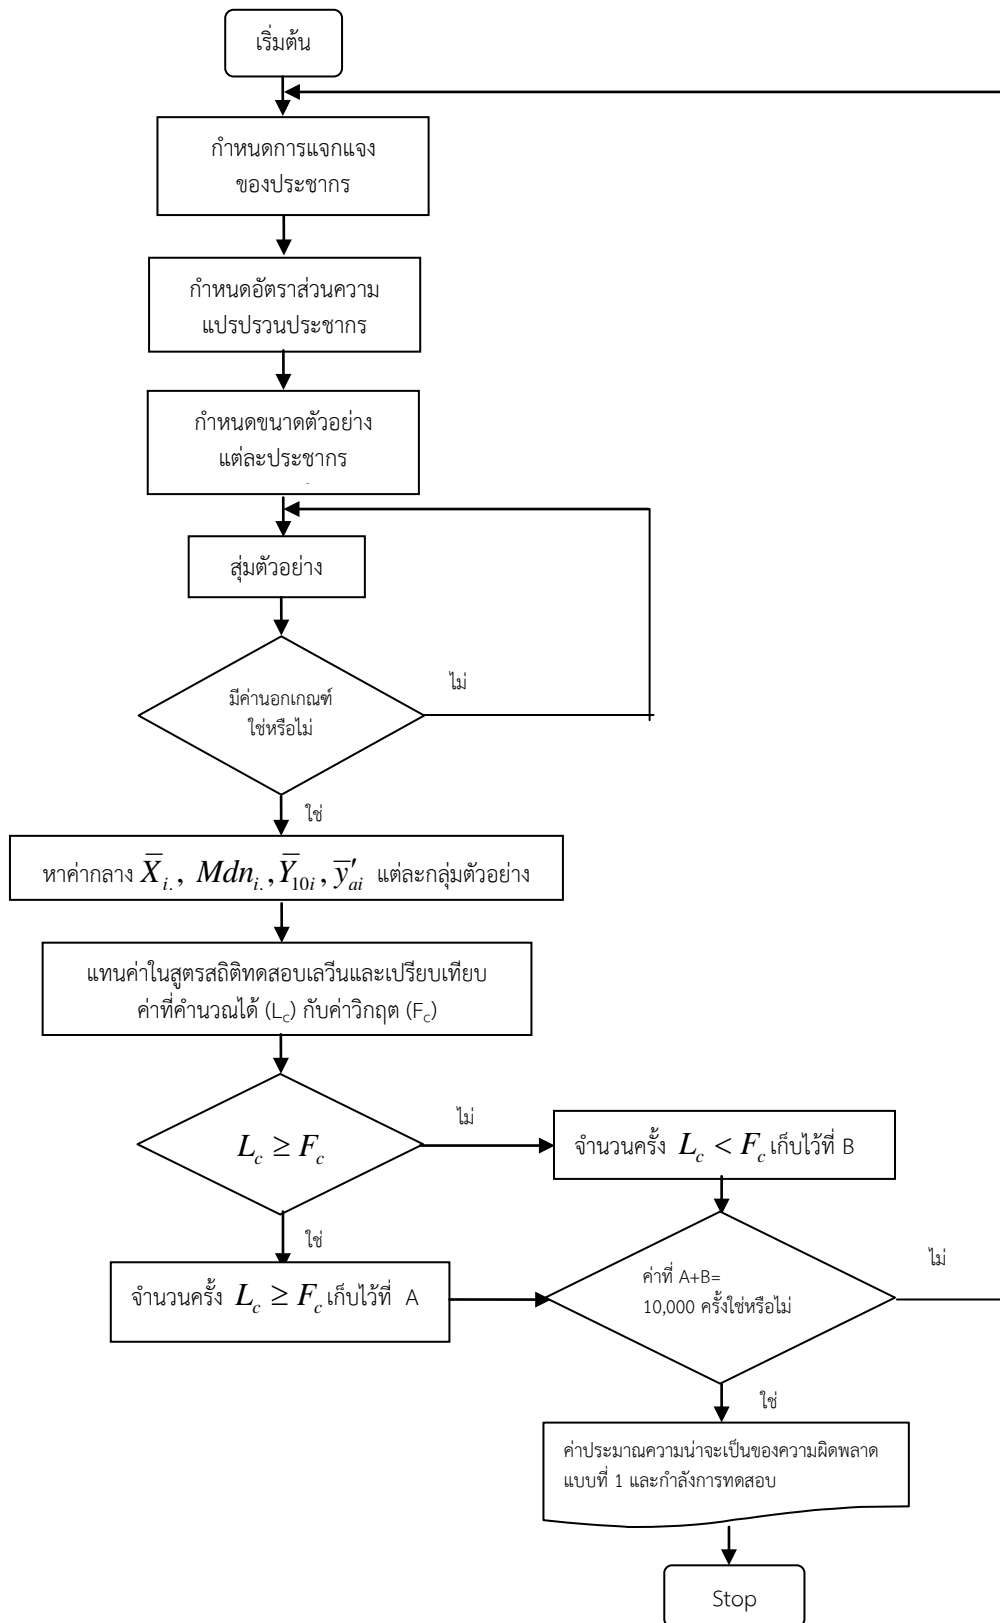 เริ่มต้น
กำหนดการแจกแจง
ของประชากร
กำหนดอัตราส่วนความ
แปรปรวนประชากร
กำหนดขนาดตัวอย่าง
แต่ละประชากร
สุ่มตัวอย่าง
มีค่านอกเกณฑ์
ใช่หรือไม่
ไม่
ใช่
หาค่ากลาง $\overline{X}_{i.}, Mdn_{i.}, \overline{Y}_{10i}, \overline{y}'_{ai}$ แต่ละกลุ่มตัวอย่าง
แทนค่าในสูตรสถิติทดสอบเลวีนและเปรียบเทียบ
ค่าที่คำนวณได้ (L_c) กับค่าวิกฤต (F_c)
$L_c \geq F_c$
ไม่
จำนวนครั้ง $L_c < F_c$ เก็บไว้ที่ B
ใช่
จำนวนครั้ง $L_c \geq F_c$ เก็บไว้ที่ A
ค่าที่ A+B=
10,000 ครั้งใช่หรือไม่
ไม่
ใช่
ค่าประมาณความน่าจะเป็นของความผิดพลาด
แบบที่ 1 และกำลังการทดสอบ
Stop